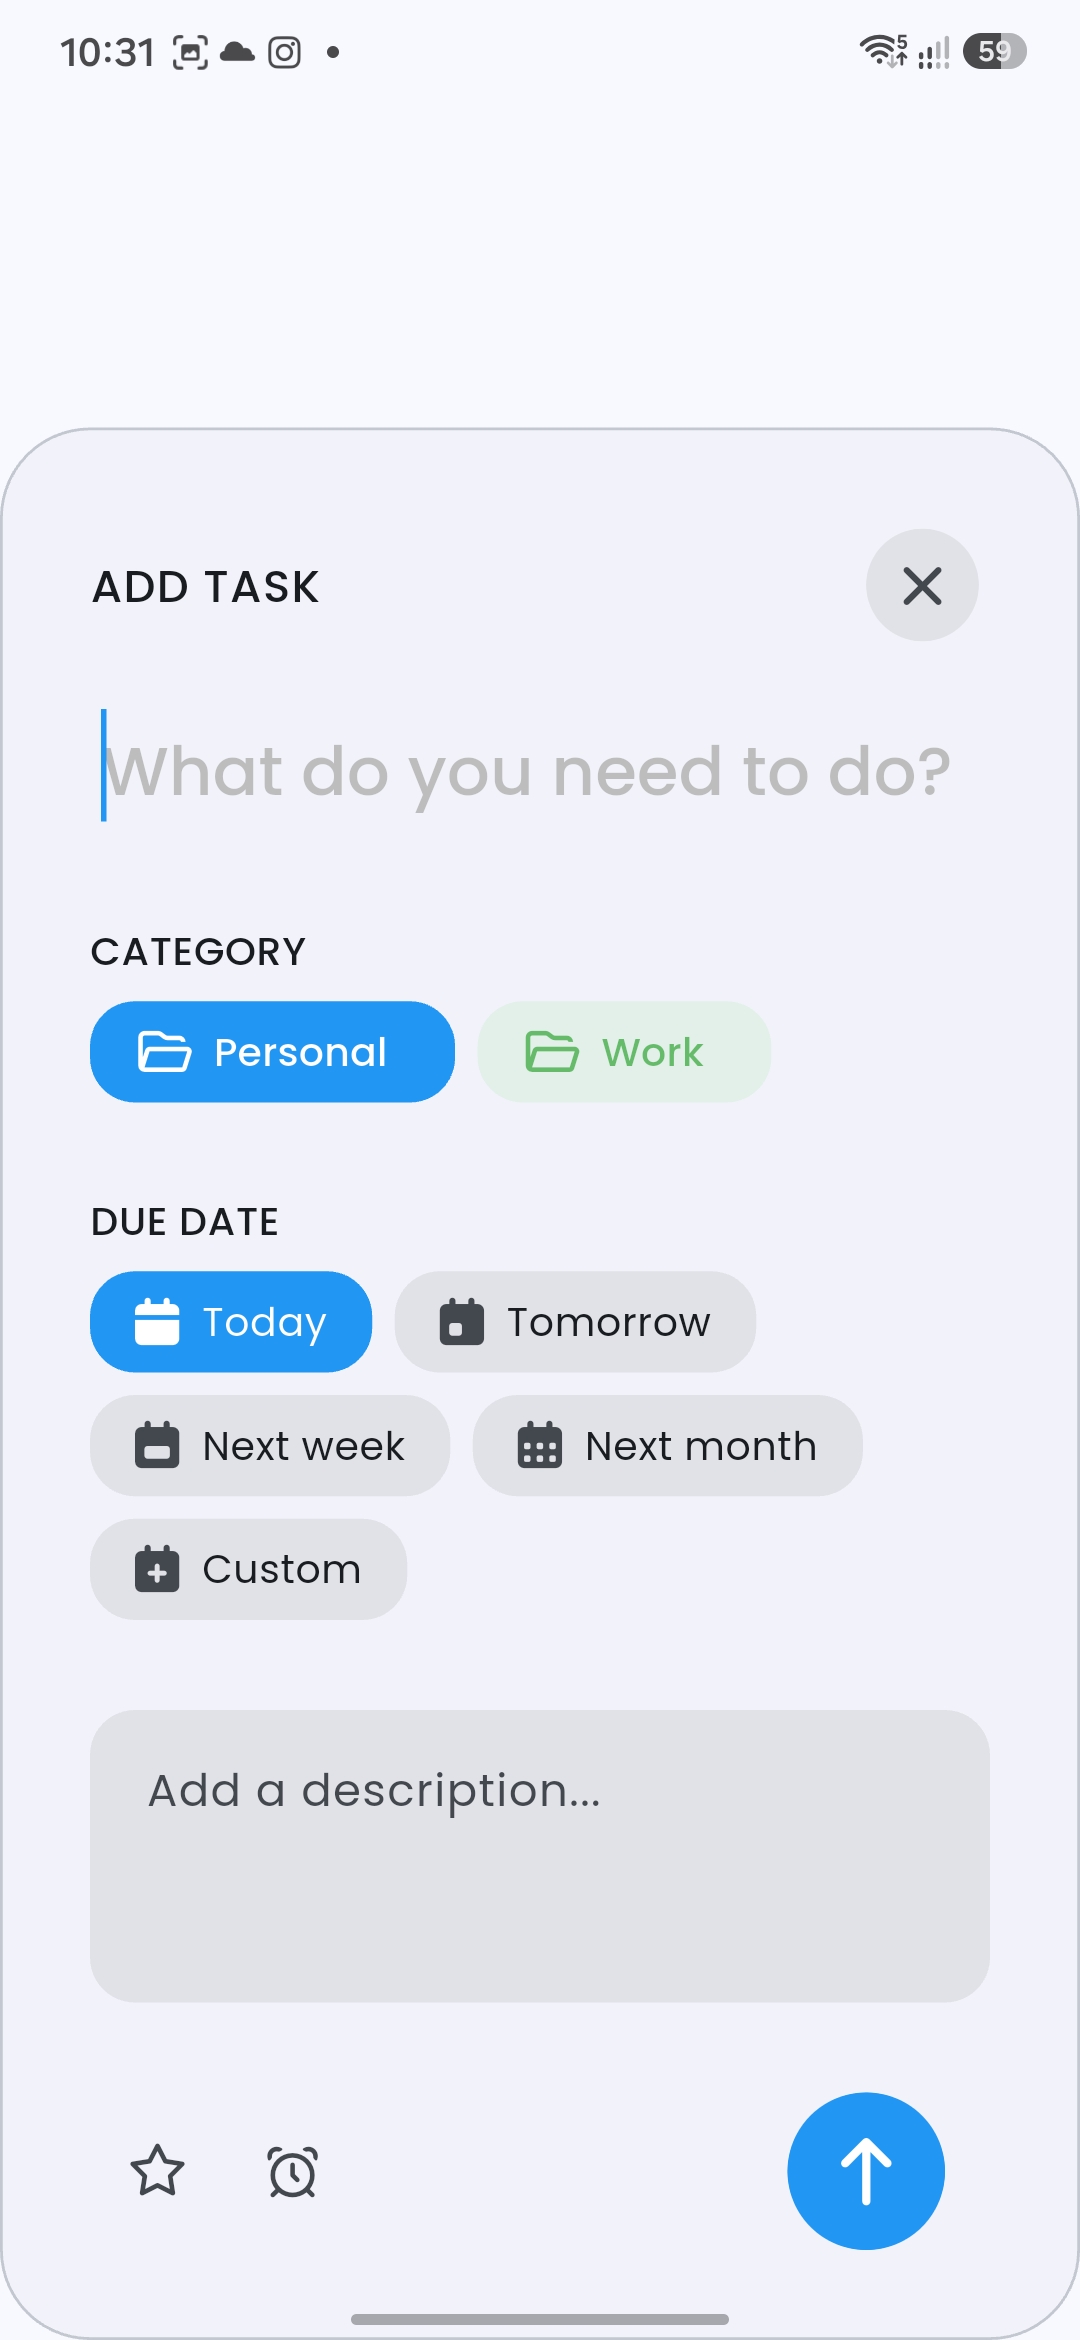 10:31
5
59
ADD TASK
What do you need to do?
CATEGORY
Personal Work
DUE DATE
Today Tomorrow
Next week Next month
Custom
Add a description...